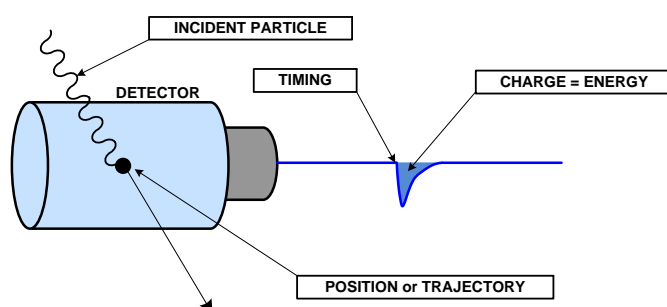 INCIDENT PARTICLE
DETECTOR
TIMING
CHARGE = ENERGY
POSITION or TRAJECTORY